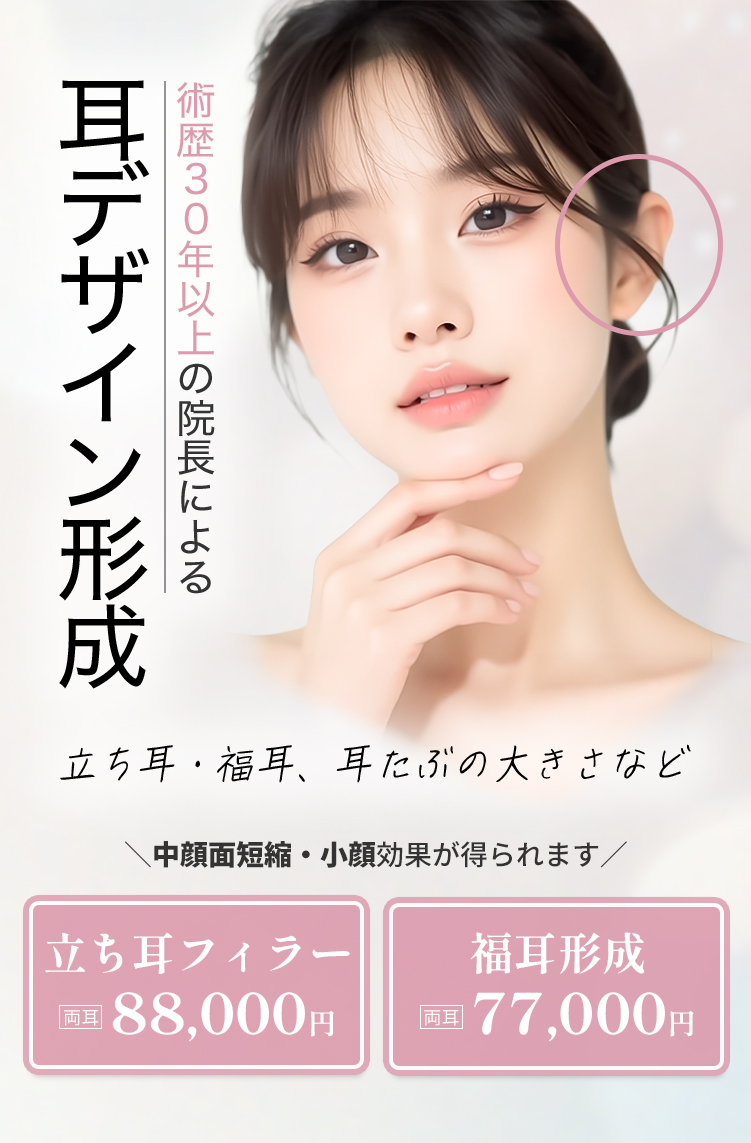 耳デザイン形成
術歴30年以上の院長による
立ち耳・福耳、耳たぶの大きさなど
＼中顔面短縮・小顔効果が得られます／
立ち耳フィラー
両耳 88,000円
福耳形成
両耳 77,000円